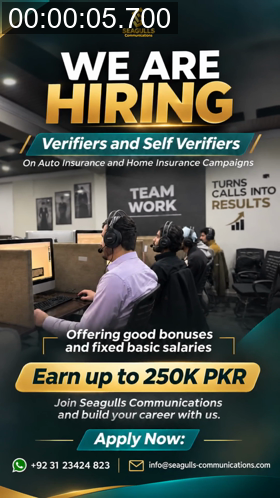 00:00:05.700
SEAGULLS
Communications
WE ARE
HIRING
Verifiers and Self Verifiers
On Auto Insurance and Home Insurance Campaigns
TEAM
WORK
TURNS
CALLS INTO
RESULTS
Offering good bonuses
and fixed basic salaries
Earn up to 250K PKR
Join Seagulls Communications
and build your career with us.
Apply Now:
+92 31 23424 823
info@seagulls-communications.com